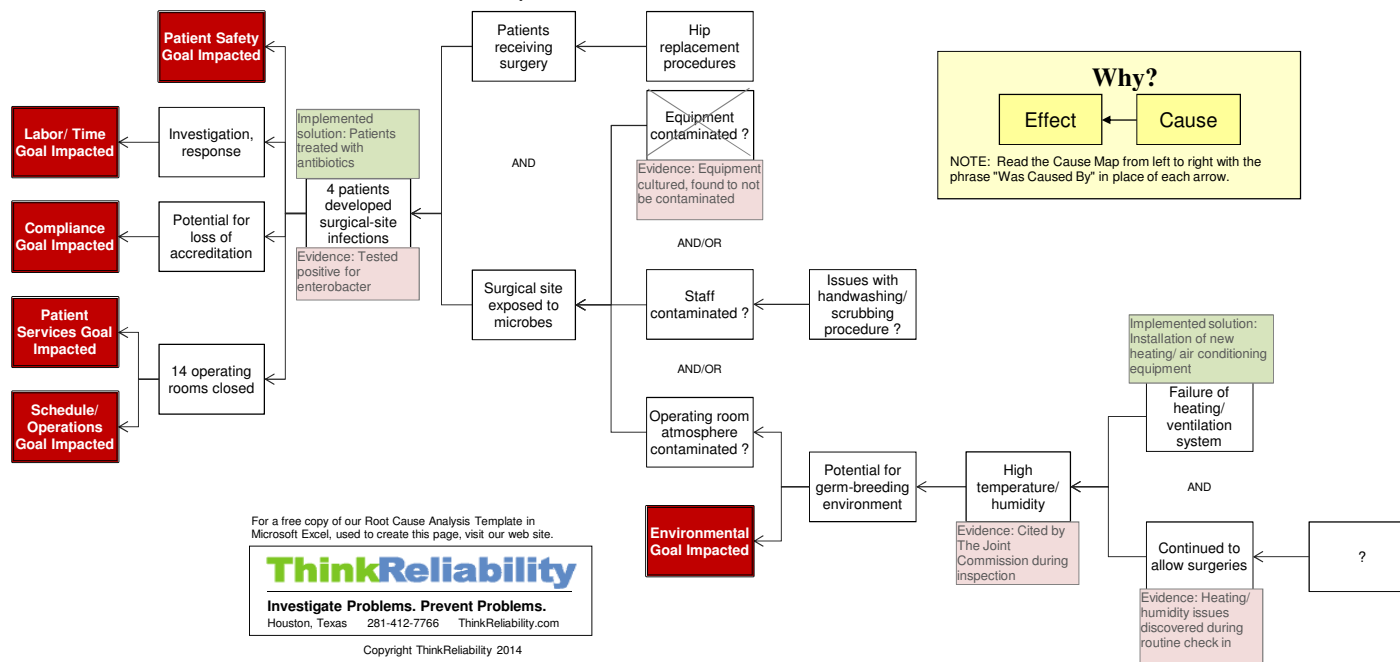 Patient Safety
Goal Impacted
Labor/ Time
Goal Impacted
Compliance
Goal Impacted
Patient
Services Goal
Impacted
Schedule/
Operations
Goal Impacted
Investigation,
response
Potential for
loss of
accreditation
14 operating
rooms closed
Implemented
solution: Patients
treated with
antibiotics
4 patients
developed
surgical-site
infections
Evidence: Tested
positive for
enterobacter
Patients
receiving
surgery
AND
Surgical site
exposed to
microbes
Hip
replacement
procedures
Equipment
contaminated ?
Evidence: Equipment
cultured, found to not
be contaminated
AND/OR
Staff
contaminated ?
Issues with
handwashing/
scrubbing
procedure ?
AND/OR
Operating room
atmosphere
contaminated ?
Environmental
Goal Impacted
Potential for
germ-breeding
environment
High
temperature/
humidity
Evidence: Cited by
The Joint
Commission during
inspection
Implemented solution:
Installation of new
heating/ air conditioning
equipment
Failure of
heating/
ventilation
system
AND
Continued to
allow surgeries
Evidence: Heating/
humidity issues
discovered during
routine check in
?
Why?
Effect
Cause
NOTE: Read the Cause Map from left to right with the
phrase "Was Caused By" in place of each arrow.
For a free copy of our Root Cause Analysis Template in
Microsoft Excel, used to create this page, visit our web site.
ThinkReliability
Investigate Problems. Prevent Problems.
Houston, Texas 281-412-7766 ThinkReliability.com
Copyright ThinkReliability 2014